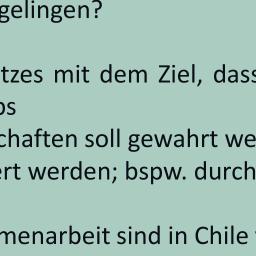 gelingen?
tzes mit dem Ziel, dass
os
chaften soll gewahrt we
ert werden; bspw. durch
menarbeit sind in Chile